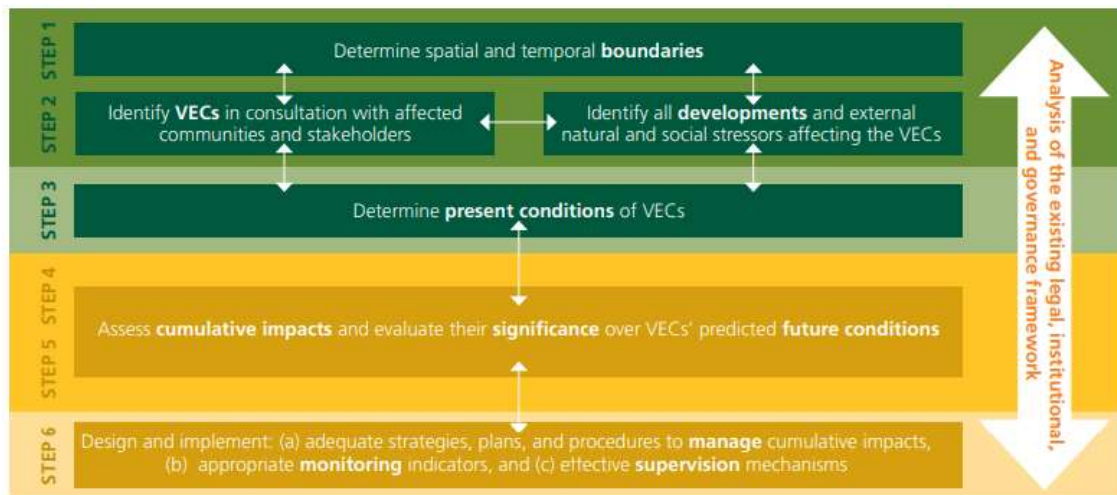 STEP 1
Determine spatial and temporal boundaries
STEP 2
Identify VECs in consultation with affected
communities and stakeholders
Identify all developments and external
natural and social stressors affecting the VECs
STEP 3
Determine present conditions of VECs
STEP 4
STEP 5
Assess cumulative impacts and evaluate their significance over VECs’ predicted future conditions
STEP 6
Design and implement: (a) adequate strategies, plans, and procedures to manage cumulative impacts,
(b) appropriate monitoring indicators, and (c) effective supervision mechanisms
Analysis of the existing legal, institutional,
and governance framework